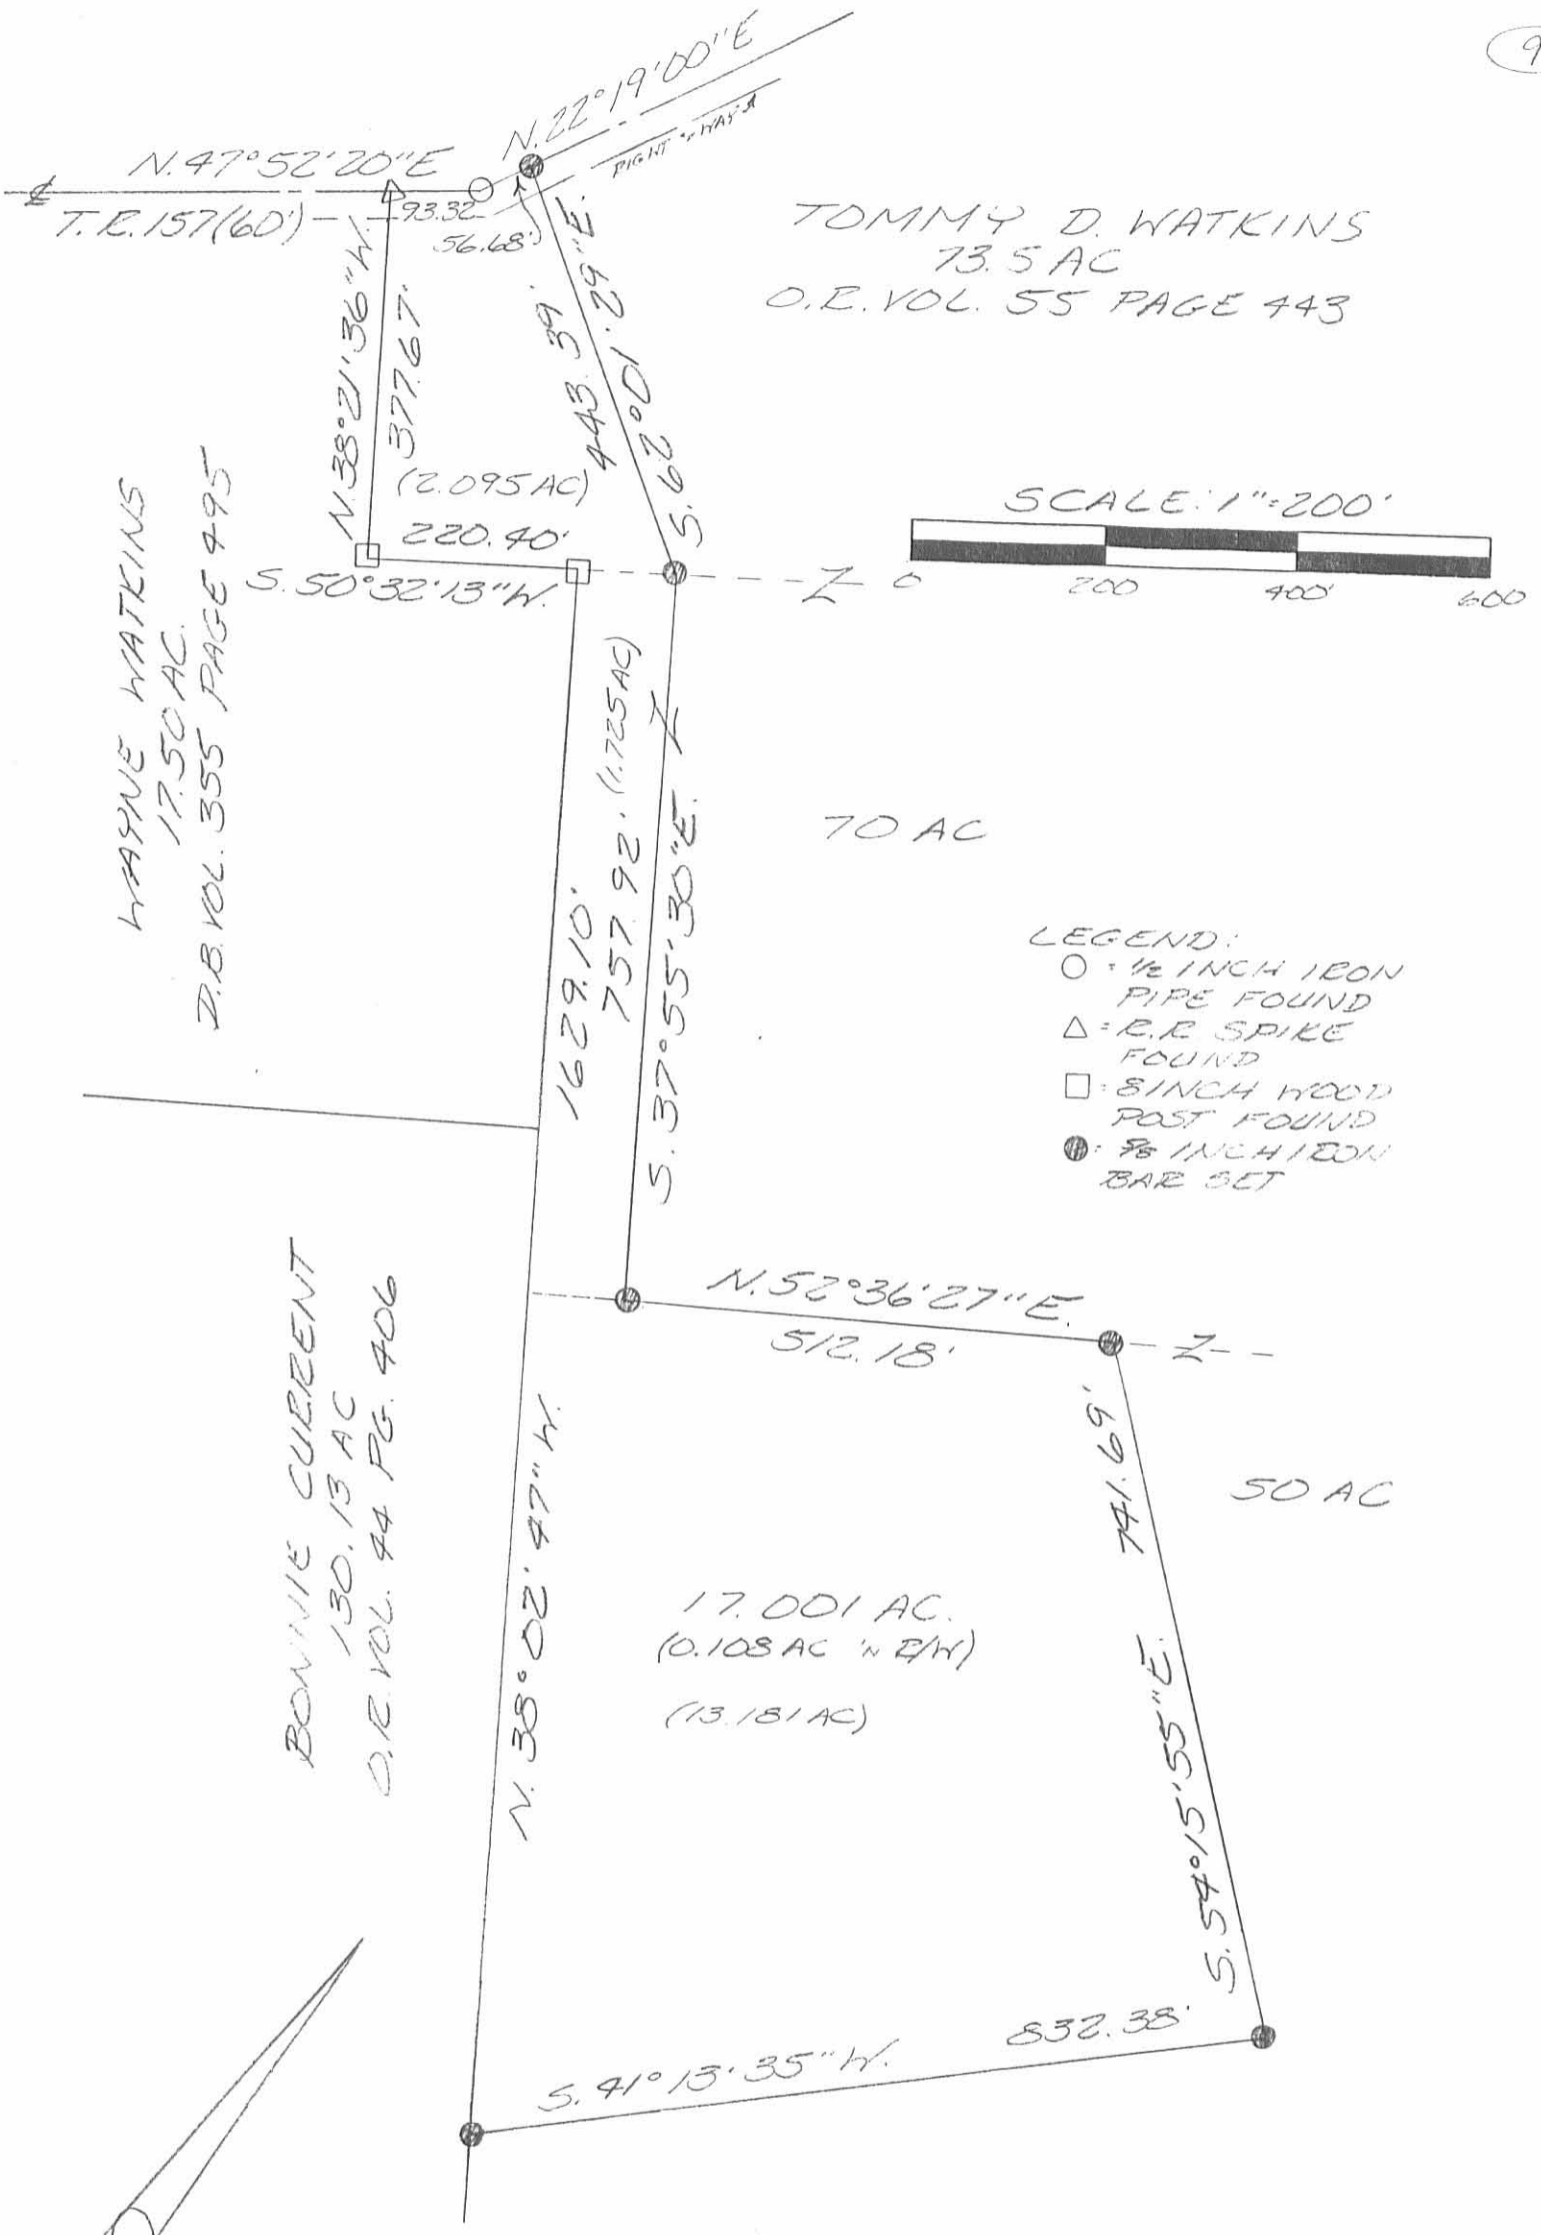 9
N.22°19'00"E
RIGHT OF WAY
N.47°52'20"E
T.R.157(60')
93.32
56.68'
N.38°21'36"W.
377.67'
443.39'
S.62°01'29"E.
(2.095 AC)
220.40'
S.50°32'13"W.
TOMMY D. WATKINS
73.5 AC
O.R. VOL. 55 PAGE 443
SCALE: 1"=200'
0 200 400' 600
WAYNE WATKINS
17.50 AC.
D.B. VOL. 355 PAGE 495
1629.10'
757.92' (1.725 AC)
S.37°55'30"E.
70 AC
LEGEND:
○ = 1/2 INCH IRON
PIPE FOUND
△ = R.R SPIKE
FOUND
□ = 8 INCH WOOD
POST FOUND
= 5/8 INCH IRON
BAR SET
N.52°36'27"E.
512.18'
BONNIE CURRENT
130.13 AC
O.R. VOL. 44 PG. 406
N.38°02'47"W.
741.69'
S.54°15'55"E.
50 AC
17.001 AC.
(0.108 AC IN R/W)
(13.181 AC)
832.38'
S.41°13'35"W.